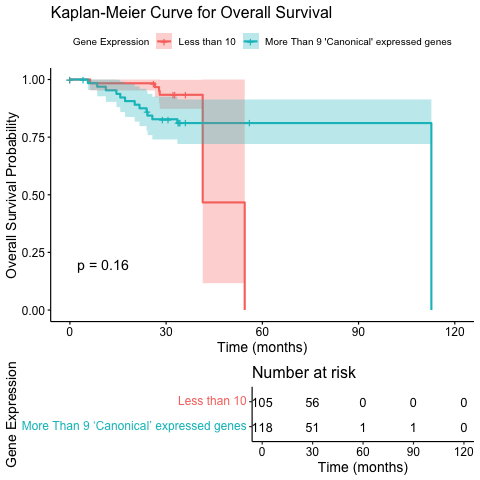 Kaplan-Meier Curve for Overall Survival
Gene Expression Less than 10 More Than 9 'Canonical' expressed genes
Overall Survival Probability
1.00
0.75
0.50
0.25
0.00
p = 0.16
0 30 60 90 120
Time (months)
Number at risk
Gene Expression
Less than 10 105 56 0 0 0
More Than 9 ‘Canonical’ expressed genes 118 51 1 1 0
0 30 60 90 120
Time (months)